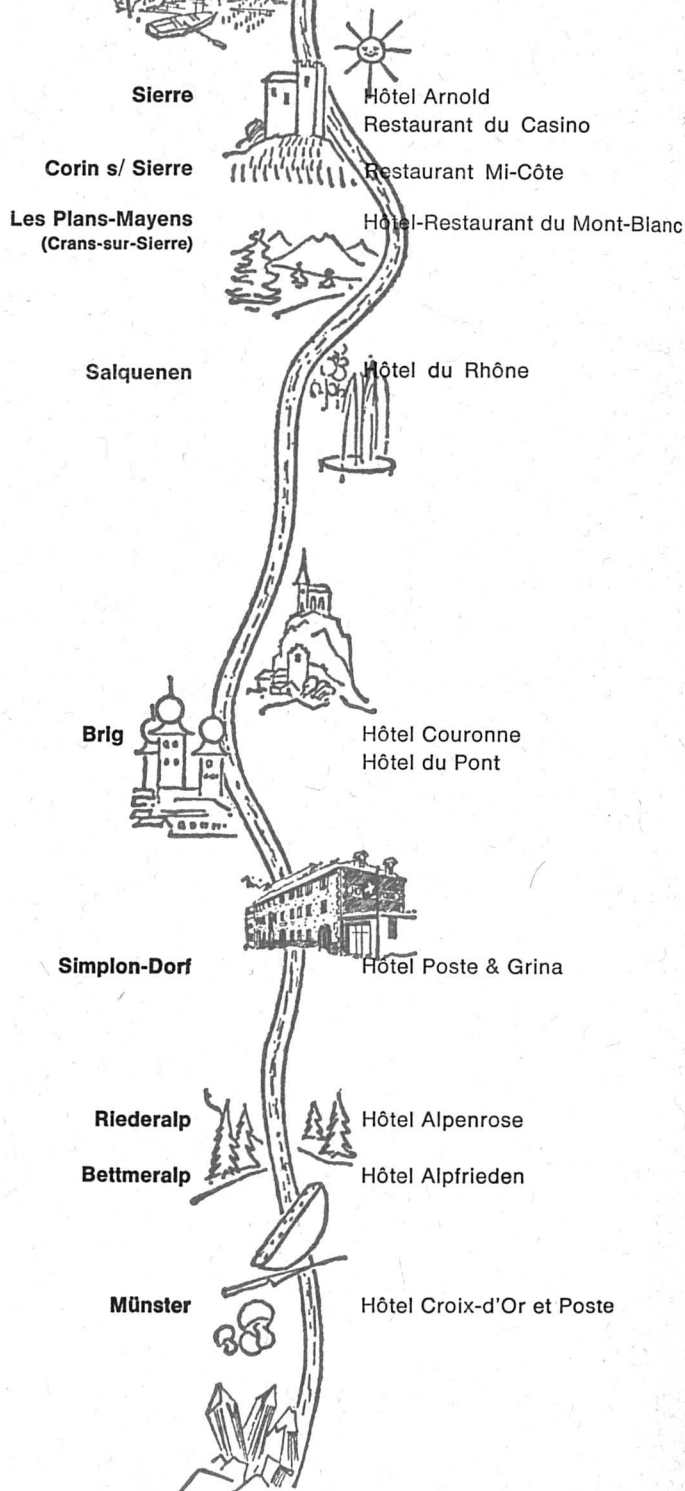 Sierre
Hôtel Arnold
Restaurant du Casino
Corin s/ Sierre
Restaurant Mi-Côte
Les Plans-Mayens
(Crans-sur-Sierre)
Hôtel-Restaurant du Mont-Blanc
Salquenen
Hôtel du Rhône
Brig
Hôtel Couronne
Hôtel du Pont
Simplon-Dorf
Hôtel Poste & Grina
Riederalp
Hôtel Alpenrose
Bettmeralp
Hôtel Alpfrieden
Münster
Hôtel Croix-d'Or et Poste